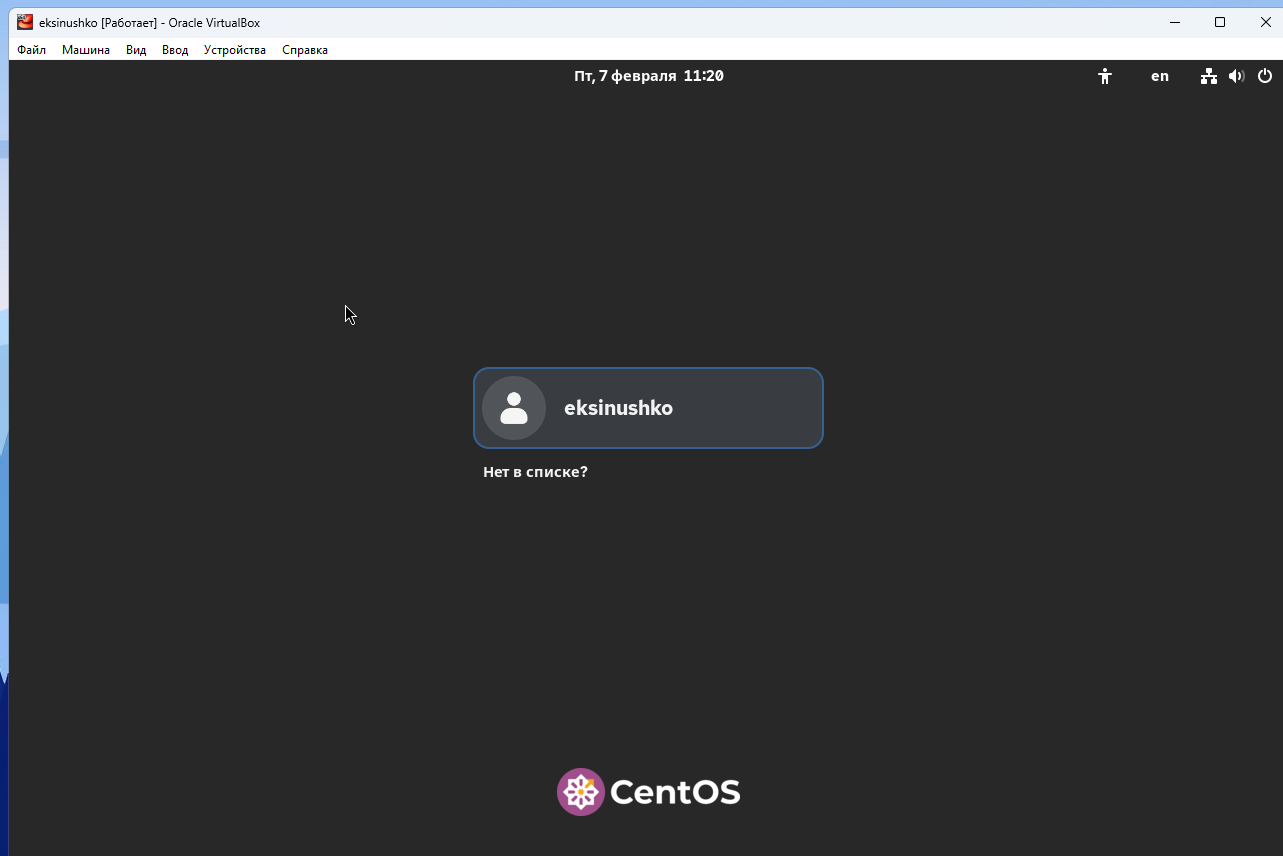 eksinushko [Работает] - Oracle VirtualBox
Файл Машина Вид Ввод Устройства Справка
Пт, 7 февраля 11:20 en
eksinushko
Нет в списке?
CentOS